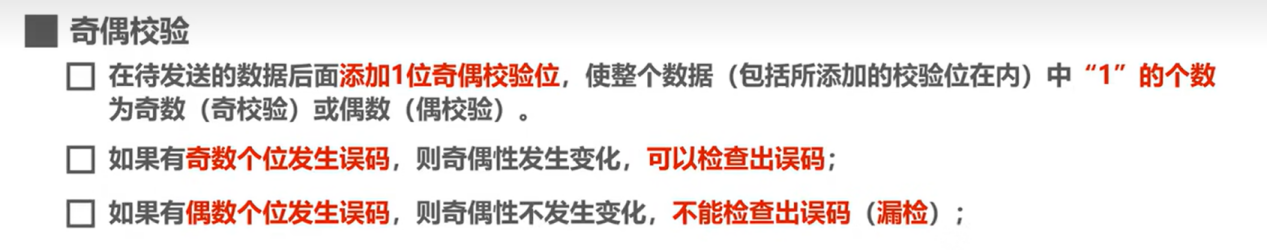 奇偶校验
在待发送的数据后面添加1位奇偶校验位，使整个数据（包括所添加的校验位在内）中“1”的个数
为奇数（奇校验）或偶数（偶校验）。
如果有奇数个位发生误码，则奇偶性发生变化，可以检查出误码；
如果有偶数个位发生误码，则奇偶性不发生变化，不能检查出误码（漏检）；